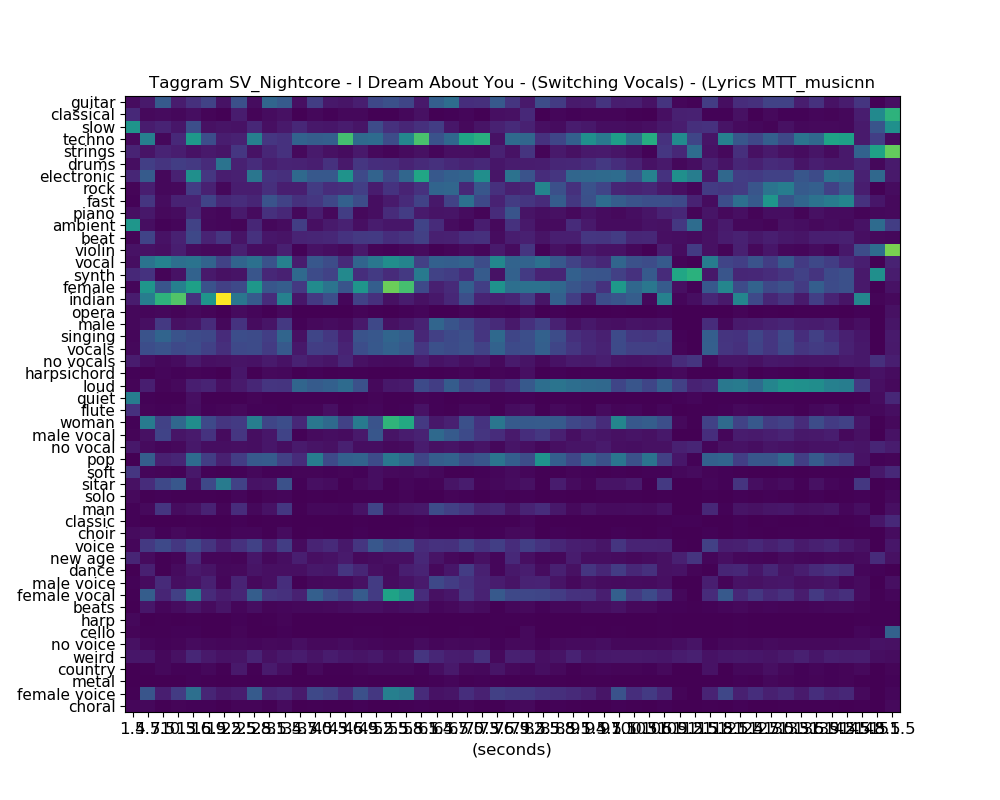 Taggram SV_Nightcore - I Dream About You - (Switching Vocals) - (Lyrics MTT_musicnn
guitar
classical
slow
techno
strings
drums
electronic
rock
fast
piano
ambient
beat
violin
vocal
synth
female
indian
opera
male
singing
vocals
no vocals
harpsichord
loud
quiet
flute
woman
male vocal
no vocal
pop
soft
sitar
solo
man
classic
choir
voice
new age
dance
male voice
female vocal
beats
harp
cello
no voice
weird
country
metal
female voice
choral
(seconds)